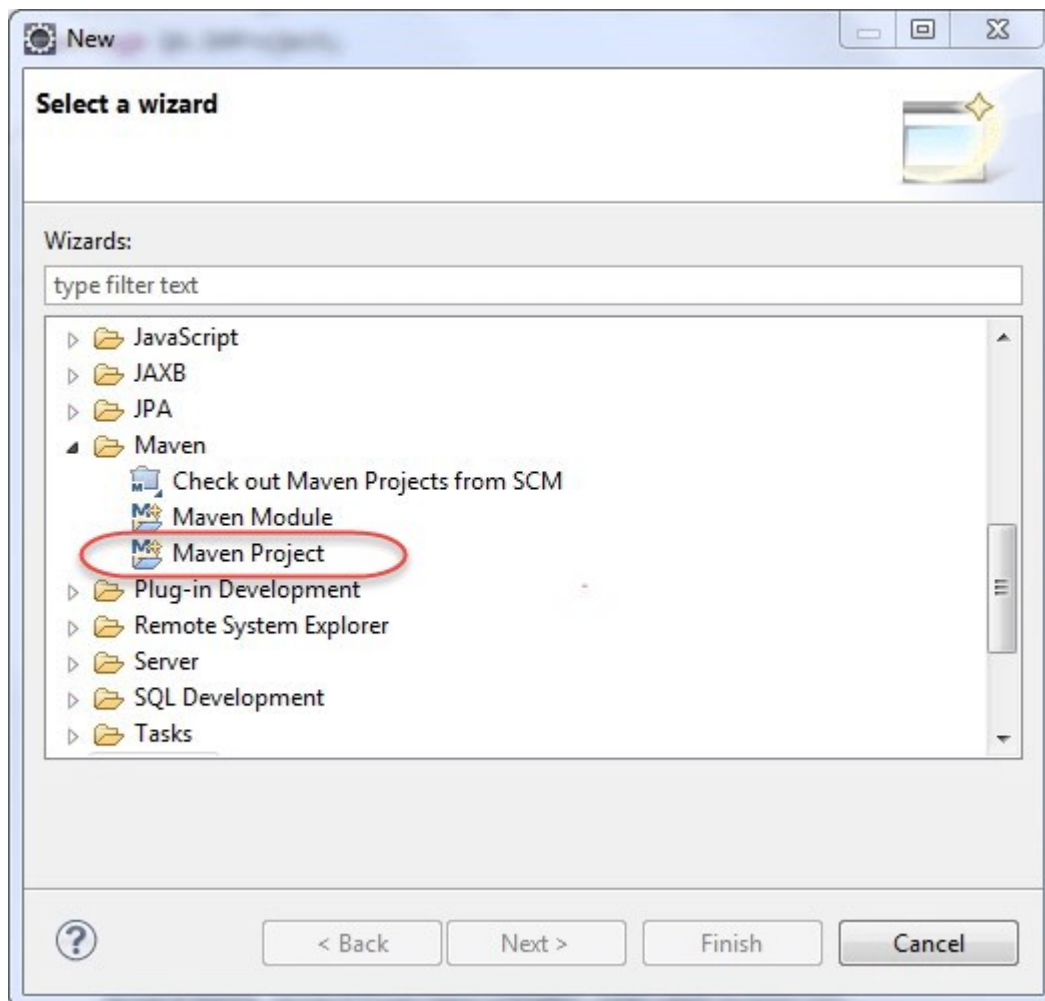 New
Select a wizard
Wizards:
type filter text
JavaScript
JAXB
JPA
Maven
Check out Maven Projects from SCM
Maven Module
Maven Project
Plug-in Development
Remote System Explorer
Server
SQL Development
Tasks
< Back Next > Finish Cancel